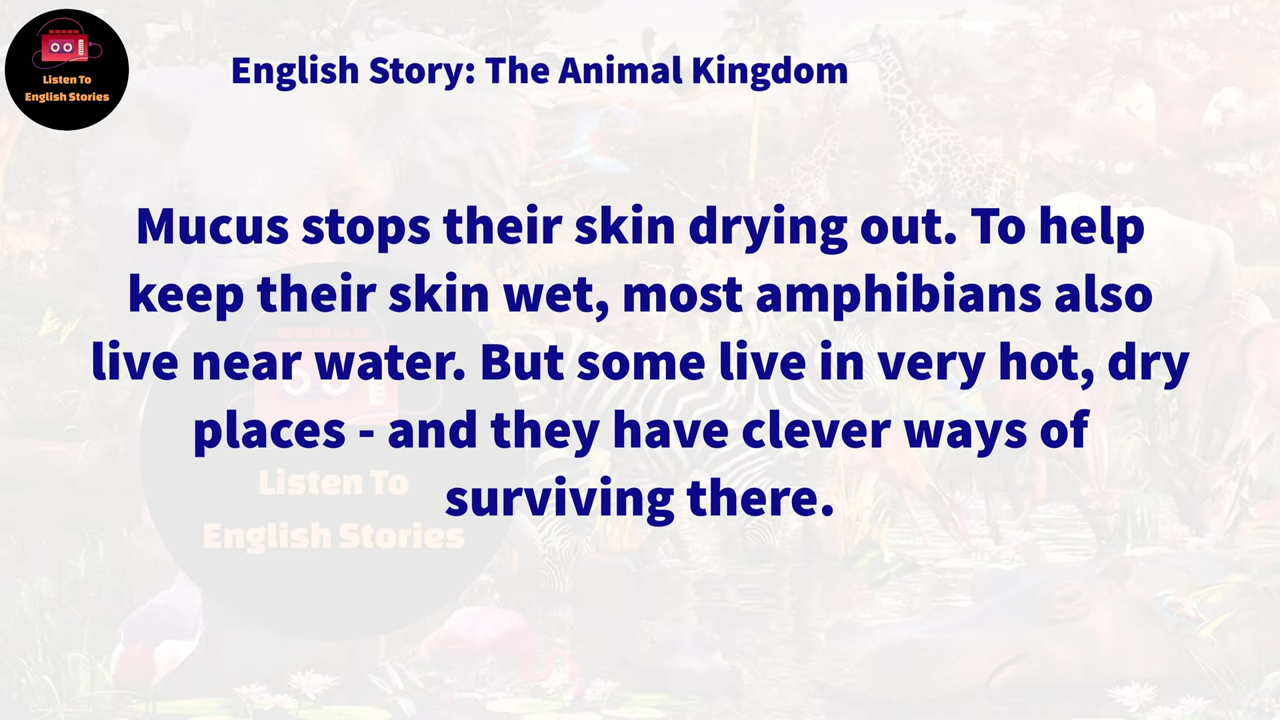 Listen To
English Stories
English Story: The Animal Kingdom
Mucus stops their skin drying out. To help
keep their skin wet, most amphibians also
live near water. But some live in very hot, dry
places - and they have clever ways of
surviving there.
Listen To
English Stories